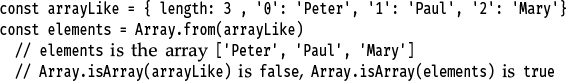 const arrayLike = { length: 3 , '0': 'Peter', '1': 'Paul', '2': 'Mary'}
const elements = Array.from(arrayLike)
// elements is the array ['Peter', 'Paul', 'Mary']
// Array.isArray(arrayLike) is false, Array.isArray(elements) is true